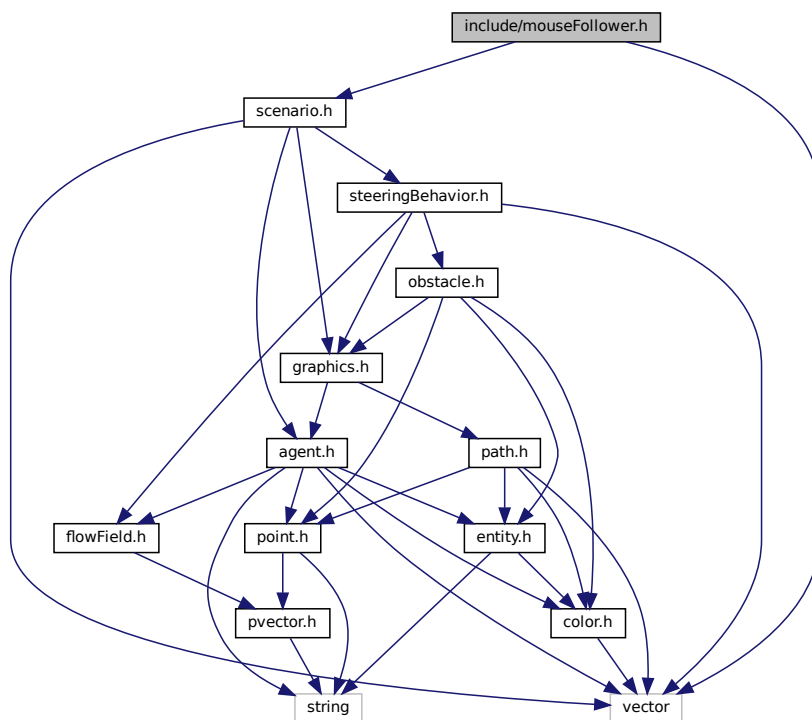 include/mouseFollower.h
scenario.h
steeringBehavior.h
obstacle.h
graphics.h
agent.h
path.h
flowField.h
point.h
entity.h
pvector.h
color.h
string
vector